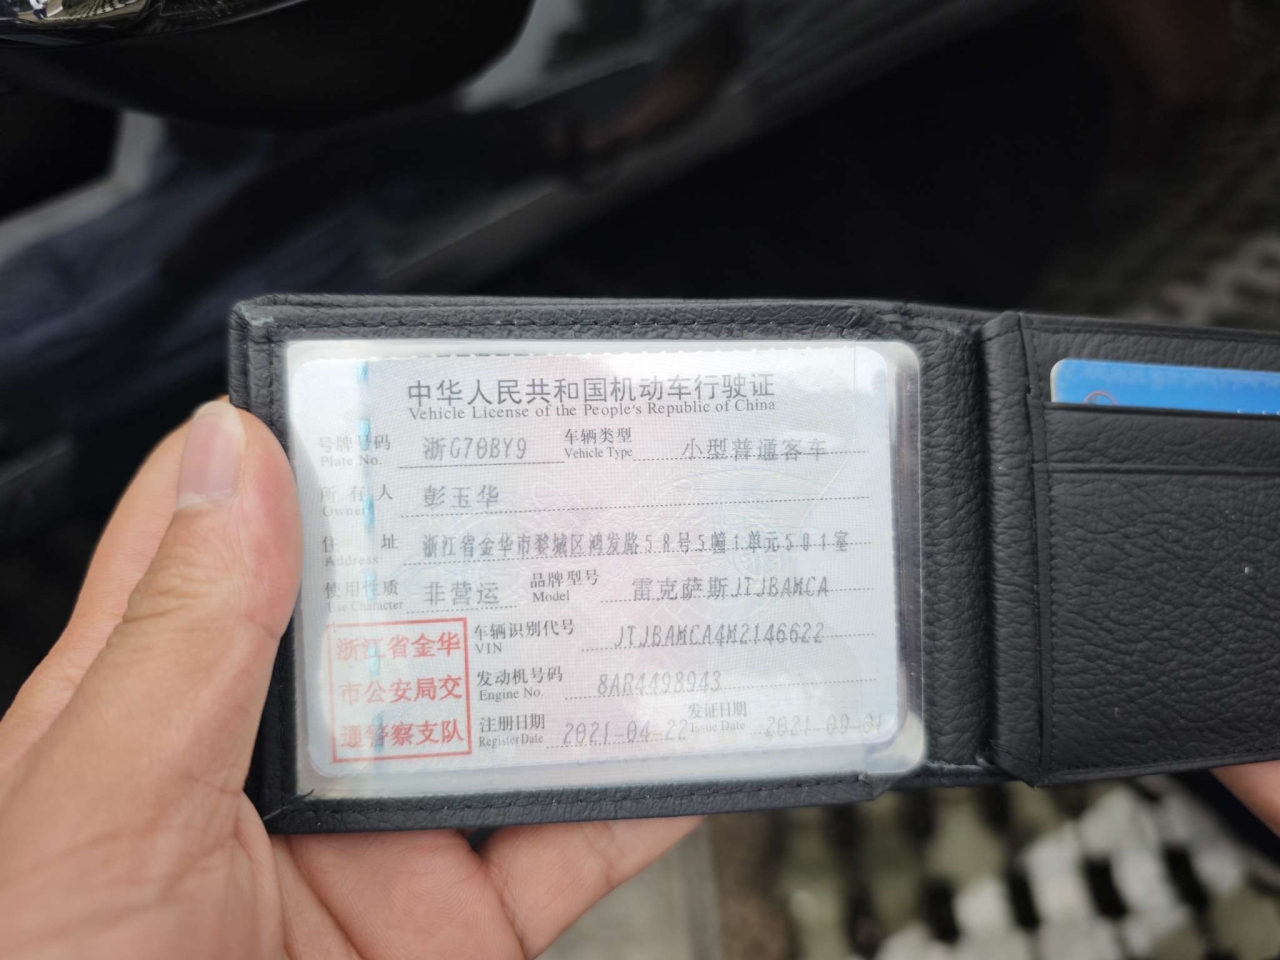 中华人民共和国机动车行驶证
Vehicle License of the People's Republic of China
号牌号码 浙G70BY9 车辆类型 小型普通客车
Plate No. Vehicle Type
所有人 彭玉华
Owner
住址 浙江省金华市婺城区鸿发路58号5幢1单元501室
Address
使用性质 非营运 品牌型号 雷克萨斯JTJBAMCA
Use Character Model
浙江省金华
市公安局交
通警察支队
车辆识别代号 JTJBAMCA4M2146622
VIN
发动机号码 8AR4498943
Engine No.
注册日期 2021-04-22 发证日期 2021-09-01
Register Date Issue Date